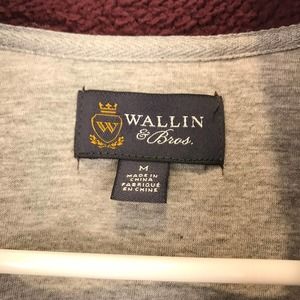 W
WALLIN
& Bros.
M
MADE IN
CHINA
FABRIQUÉ
EN CHINE